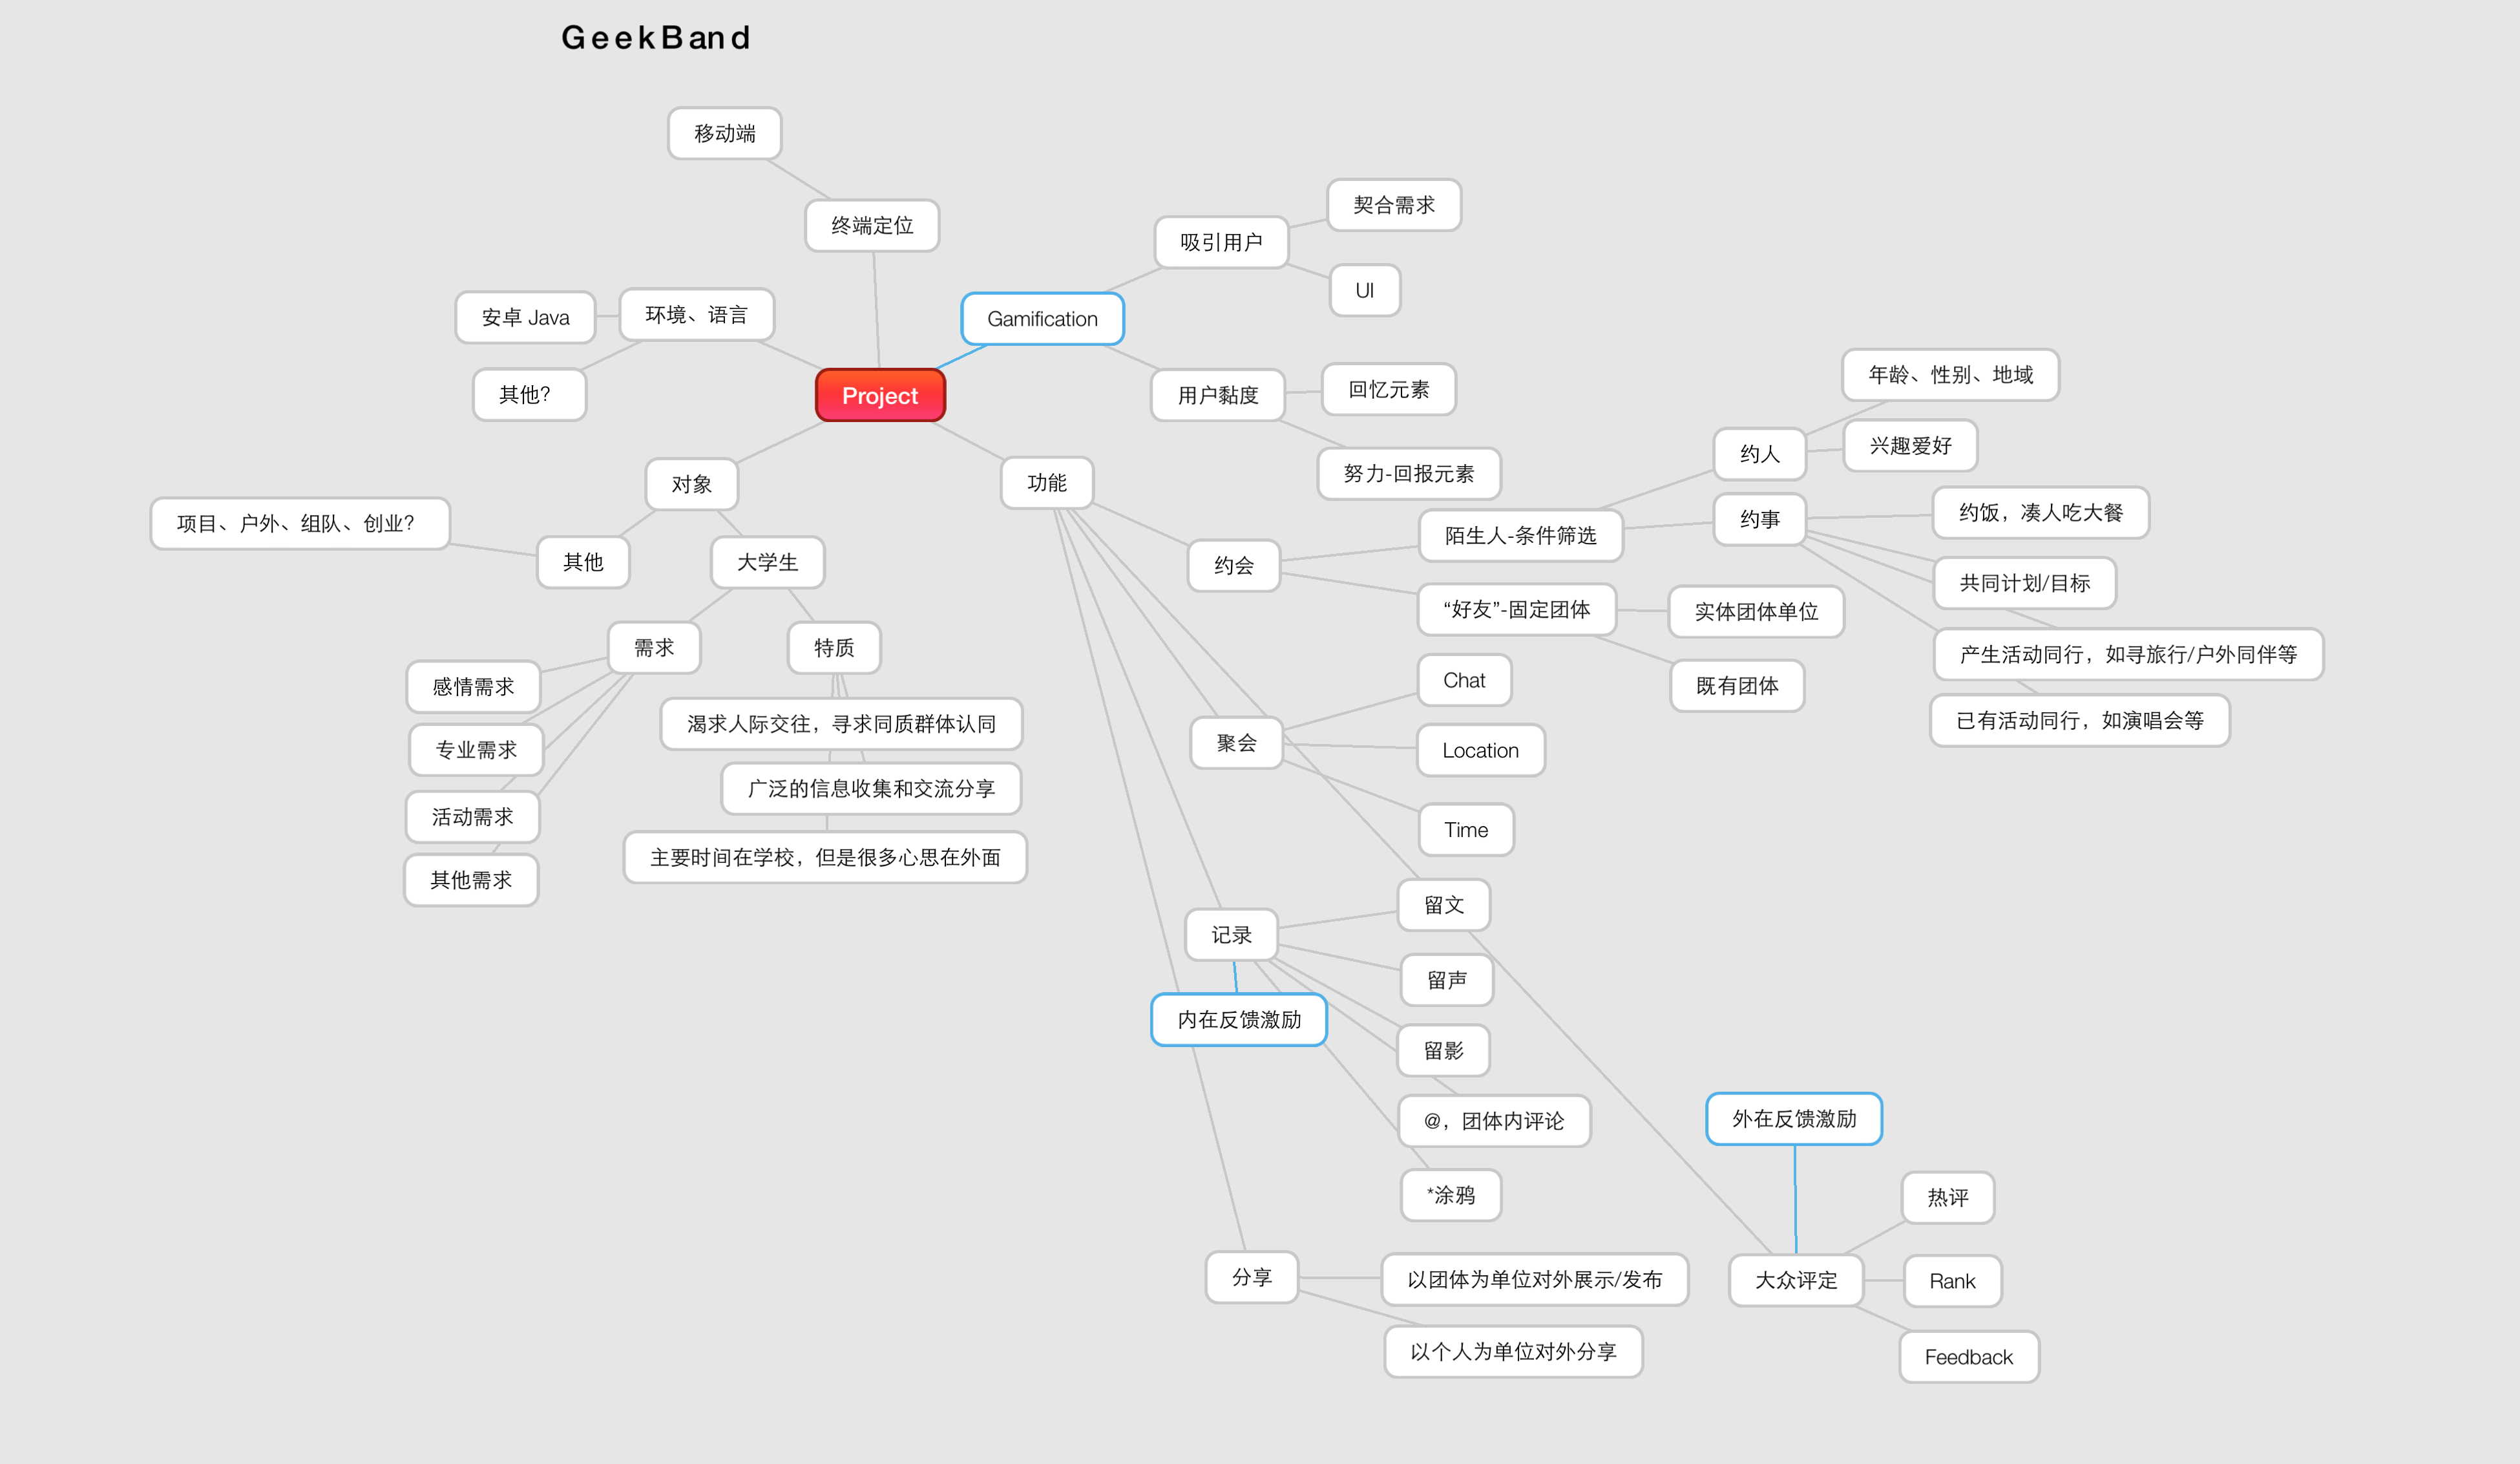 GeekBand
移动端
终端定位
契合需求
吸引用户
UI
安卓 Java
环境、语言
Gamification
其他？
Project
用户黏度
回忆元素
努力-回报元素
年龄、性别、地域
约人
兴趣爱好
对象
功能
项目、户外、组队、创业？
其他
大学生
约会
陌生人-条件筛选
约事
约饭，凑人吃大餐
共同计划/目标
“好友”-固定团体
实体团体单位
产生活动同行，如寻旅行/户外同伴等
既有团体
已有活动同行，如演唱会等
需求
特质
感情需求
渴求人际交往，寻求同质群体认同
专业需求
广泛的信息收集和交流分享
活动需求
主要时间在学校，但是很多心思在外面
其他需求
Chat
聚会
Location
Time
留文
记录
留声
内在反馈激励
留影
@，团体内评论
*涂鸦
外在反馈激励
热评
分享
以团体为单位对外展示/发布
大众评定
Rank
以个人为单位对外分享
Feedback